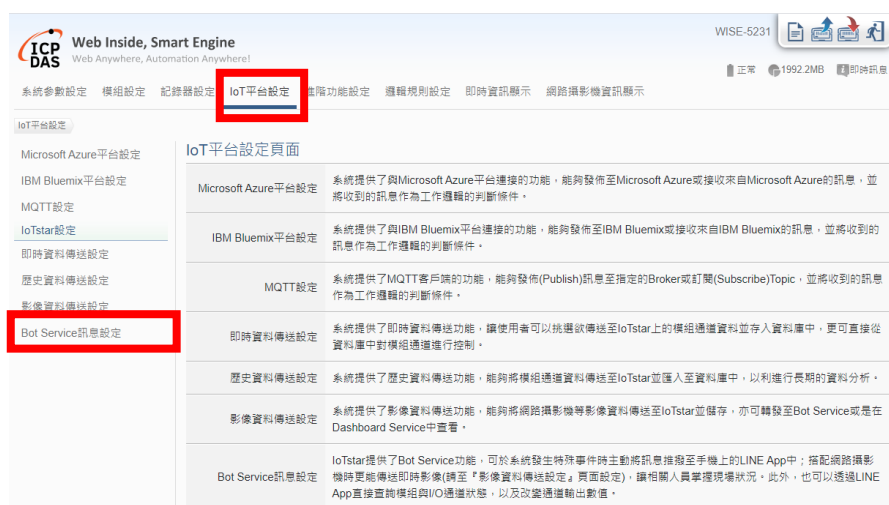 ICP DAS
Web Inside, Smart Engine
Web Anywhere, Automation Anywhere!
WISE-5231
正常 1992.2MB 即時訊息
系統參數設定 模組設定 記錄器設定 IoT平台設定 進階功能設定 邏輯規則設定 即時資訊顯示 網路攝影機資訊顯示
IoT平台設定
Microsoft Azure平台設定
IBM Bluemix平台設定
MQTT設定
IoTstar設定
即時資料傳送設定
歷史資料傳送設定
影像資料傳送設定
Bot Service訊息設定
IoT平台設定頁面
Microsoft Azure平台設定
系統提供了與Microsoft Azure平台連接的功能，能夠發佈至Microsoft Azure或接收來自Microsoft Azure的訊息，並
將收到的訊息作為工作邏輯的判斷條件。
IBM Bluemix平台設定
系統提供了與IBM Bluemix平台連接的功能，能夠發佈至IBM Bluemix或接收來自IBM Bluemix的訊息，並將收到的
訊息作為工作邏輯的判斷條件。
MQTT設定
系統提供了MQTT客戶端的功能，能夠發佈(Publish)訊息至指定的Broker或訂閱(Subscribe)Topic，並將收到的訊息
作為工作邏輯的判斷條件。
即時資料傳送設定
系統提供了即時資料傳送功能，讓使用者可以挑選欲傳送至IoTstar上的模組通道資料並存入資料庫中，更可直接從
資料庫中對模組通道進行控制。
歷史資料傳送設定
系統提供了歷史資料傳送功能，能夠將模組通道資料傳送至IoTstar並匯入至資料庫中，以利進行長期的資料分析。
影像資料傳送設定
系統提供了影像資料傳送功能，能夠將網路攝影機等影像資料傳送至IoTstar並儲存，亦可轉發至Bot Service或是在
Dashboard Service中查看。
Bot Service訊息設定
IoTstar提供了Bot Service功能，可於系統發生特殊事件時主動將訊息推撥至手機上的LINE App中；搭配網路攝影
機時更能傳送即時影像(請至『影像資料傳送設定』頁面設定)，讓相關人員掌握現場狀況。此外，也可以透過LINE
App直接查詢模組與I/O通道狀態，以及改變通道輸出數值。